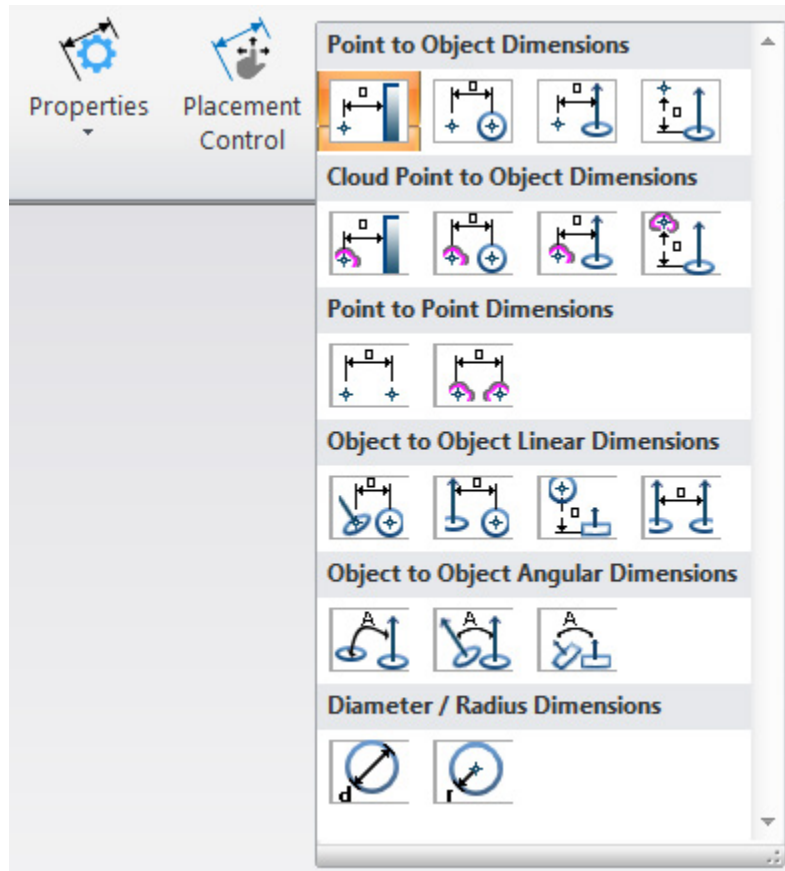 Properties
Placement
Control
Point to Object Dimensions
Cloud Point to Object Dimensions
Point to Point Dimensions
Object to Object Linear Dimensions
Object to Object Angular Dimensions
A
A
A
Diameter / Radius Dimensions
d
r